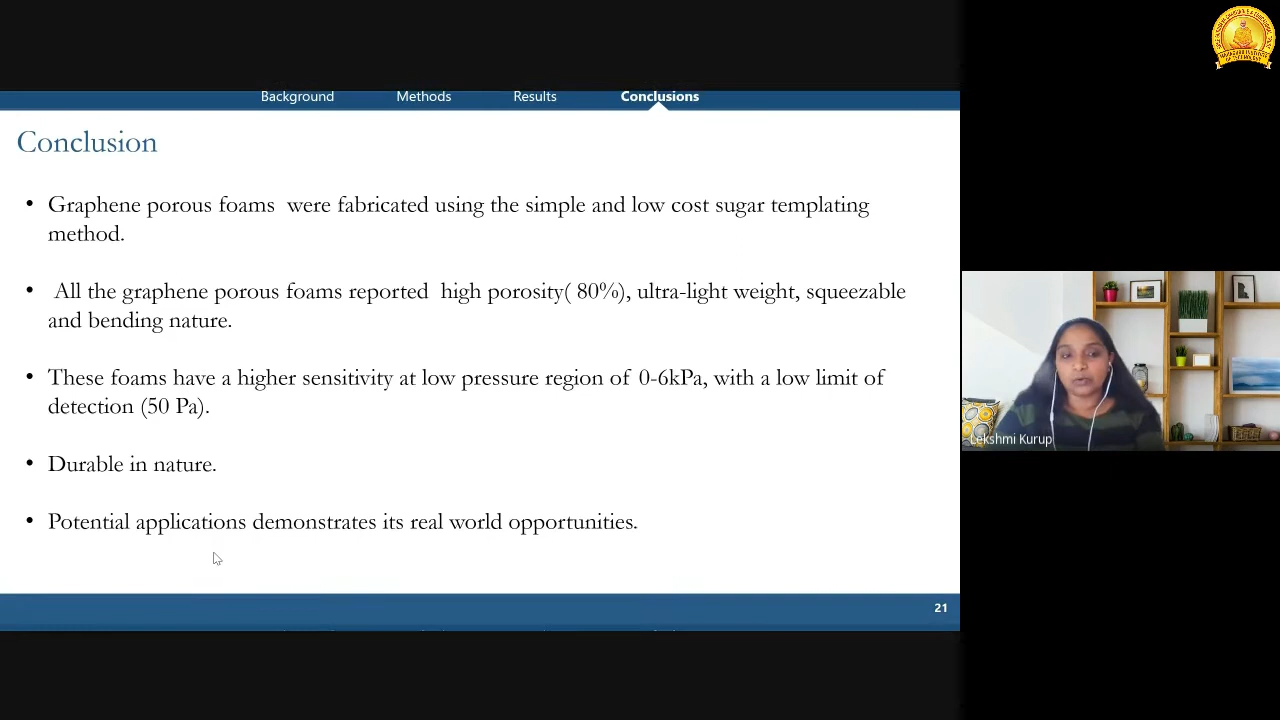 Background Methods Results Conclusions
Conclusion
• Graphene porous foams  were fabricated using the simple and low cost sugar templating
method.
•  All the graphene porous foams reported  high porosity( 80%), ultra-light weight, squeezable
and bending nature.
• These foams have a higher sensitivity at low pressure region of 0-6kPa, with a low limit of
detection (50 Pa).
• Durable in nature.
• Potential applications demonstrates its real world opportunities.
21
Lekshmi Kurup